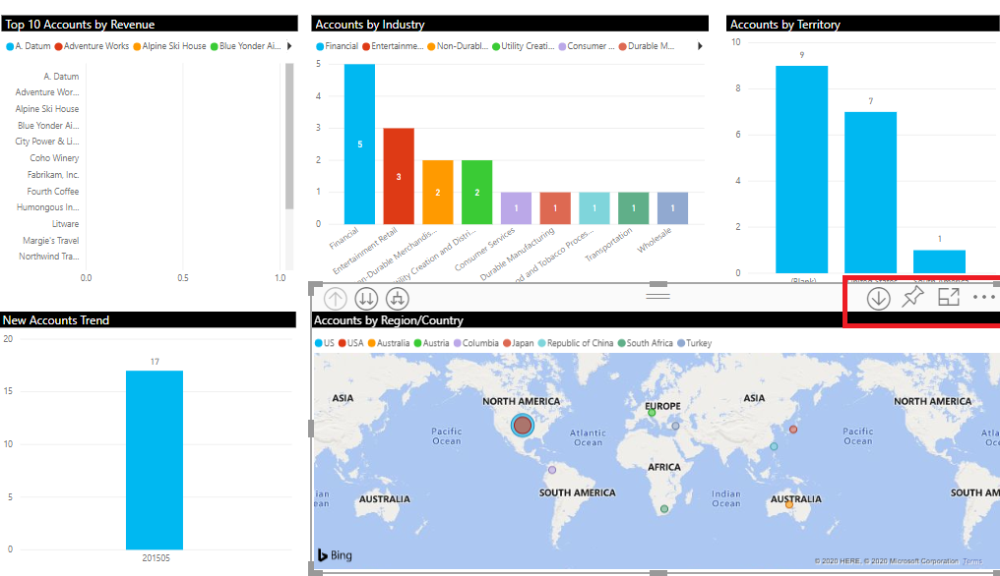 Top 10 Accounts by Revenue
A. Datum Adventure Works Alpine Ski House Blue Yonder Ai...
A. Datum
Adventure Wor...
Alpine Ski House
Blue Yonder Ai...
City Power & Li...
Coho Winery
Fabrikam, Inc.
Fourth Coffee
Humongous In...
Litware
Margie's Travel
Northwind Tra...
0.0 0.5 1.0
Accounts by Industry
Financial Entertainme... Non-Durabl... Utility Creati... Consumer ... Durable M...
5
4
3
2
1
0
5 3 2 2 1 1 1 1 1
Financial
Entertainment Retail
on-Durable Merchandis...
tility Creation and Distri...
Consumer Services
Durable Manufacturing
od and Tobacco Proces...
Transportation
Wholesale
Accounts by Territory
10
8
6
4
2
0
9
7
1
New Accounts Trend
20
15
10
5
0
17
201505
Accounts by Region/Country
US USA Australia Austria Columbia Japan Republic of China South Africa Turkey
ASIA
NORTH AMERICA
EUROPE
ASIA
NORTH AMERICA
Pacific
Ocean
Atlantic
Ocean
Pacific
Ocean
Atla
Oc
AFRICA
SOUTH AMERICA
SOUTH AM
ian
ean
AUSTRALIA
Indian
Ocean
AUSTRALIA
Bing
© 2020 HERE, © 2020 Microsoft Corporation Terms